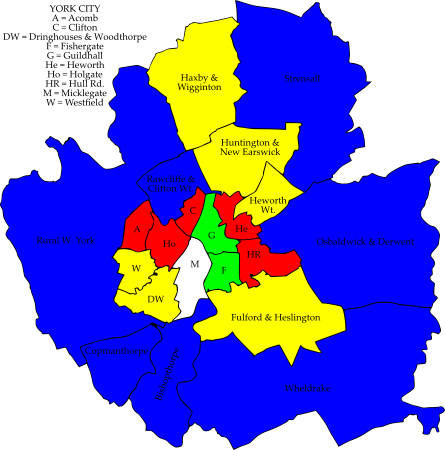 YORK CITY
A = Acomb
C = Clifton
DW = Dringhouses & Woodthorpe
F = Fishergate
G = Guildhall
He = Heworth
Ho = Holgate
HR = Hull Rd.
M = Micklegate
W = Westfield
Haxby &
Wigginton
Strensall
Huntington &
New Earswick
Rawcliffe &
Clifton Wt.
Heworth
Wt.
C
G
He
A
Ho
Rural W. York
Osbaldwick & Derwent
M
HR
W
F
DW
Fulford & Heslington
Copmanthorpe
Bishopthorpe
Wheldrake